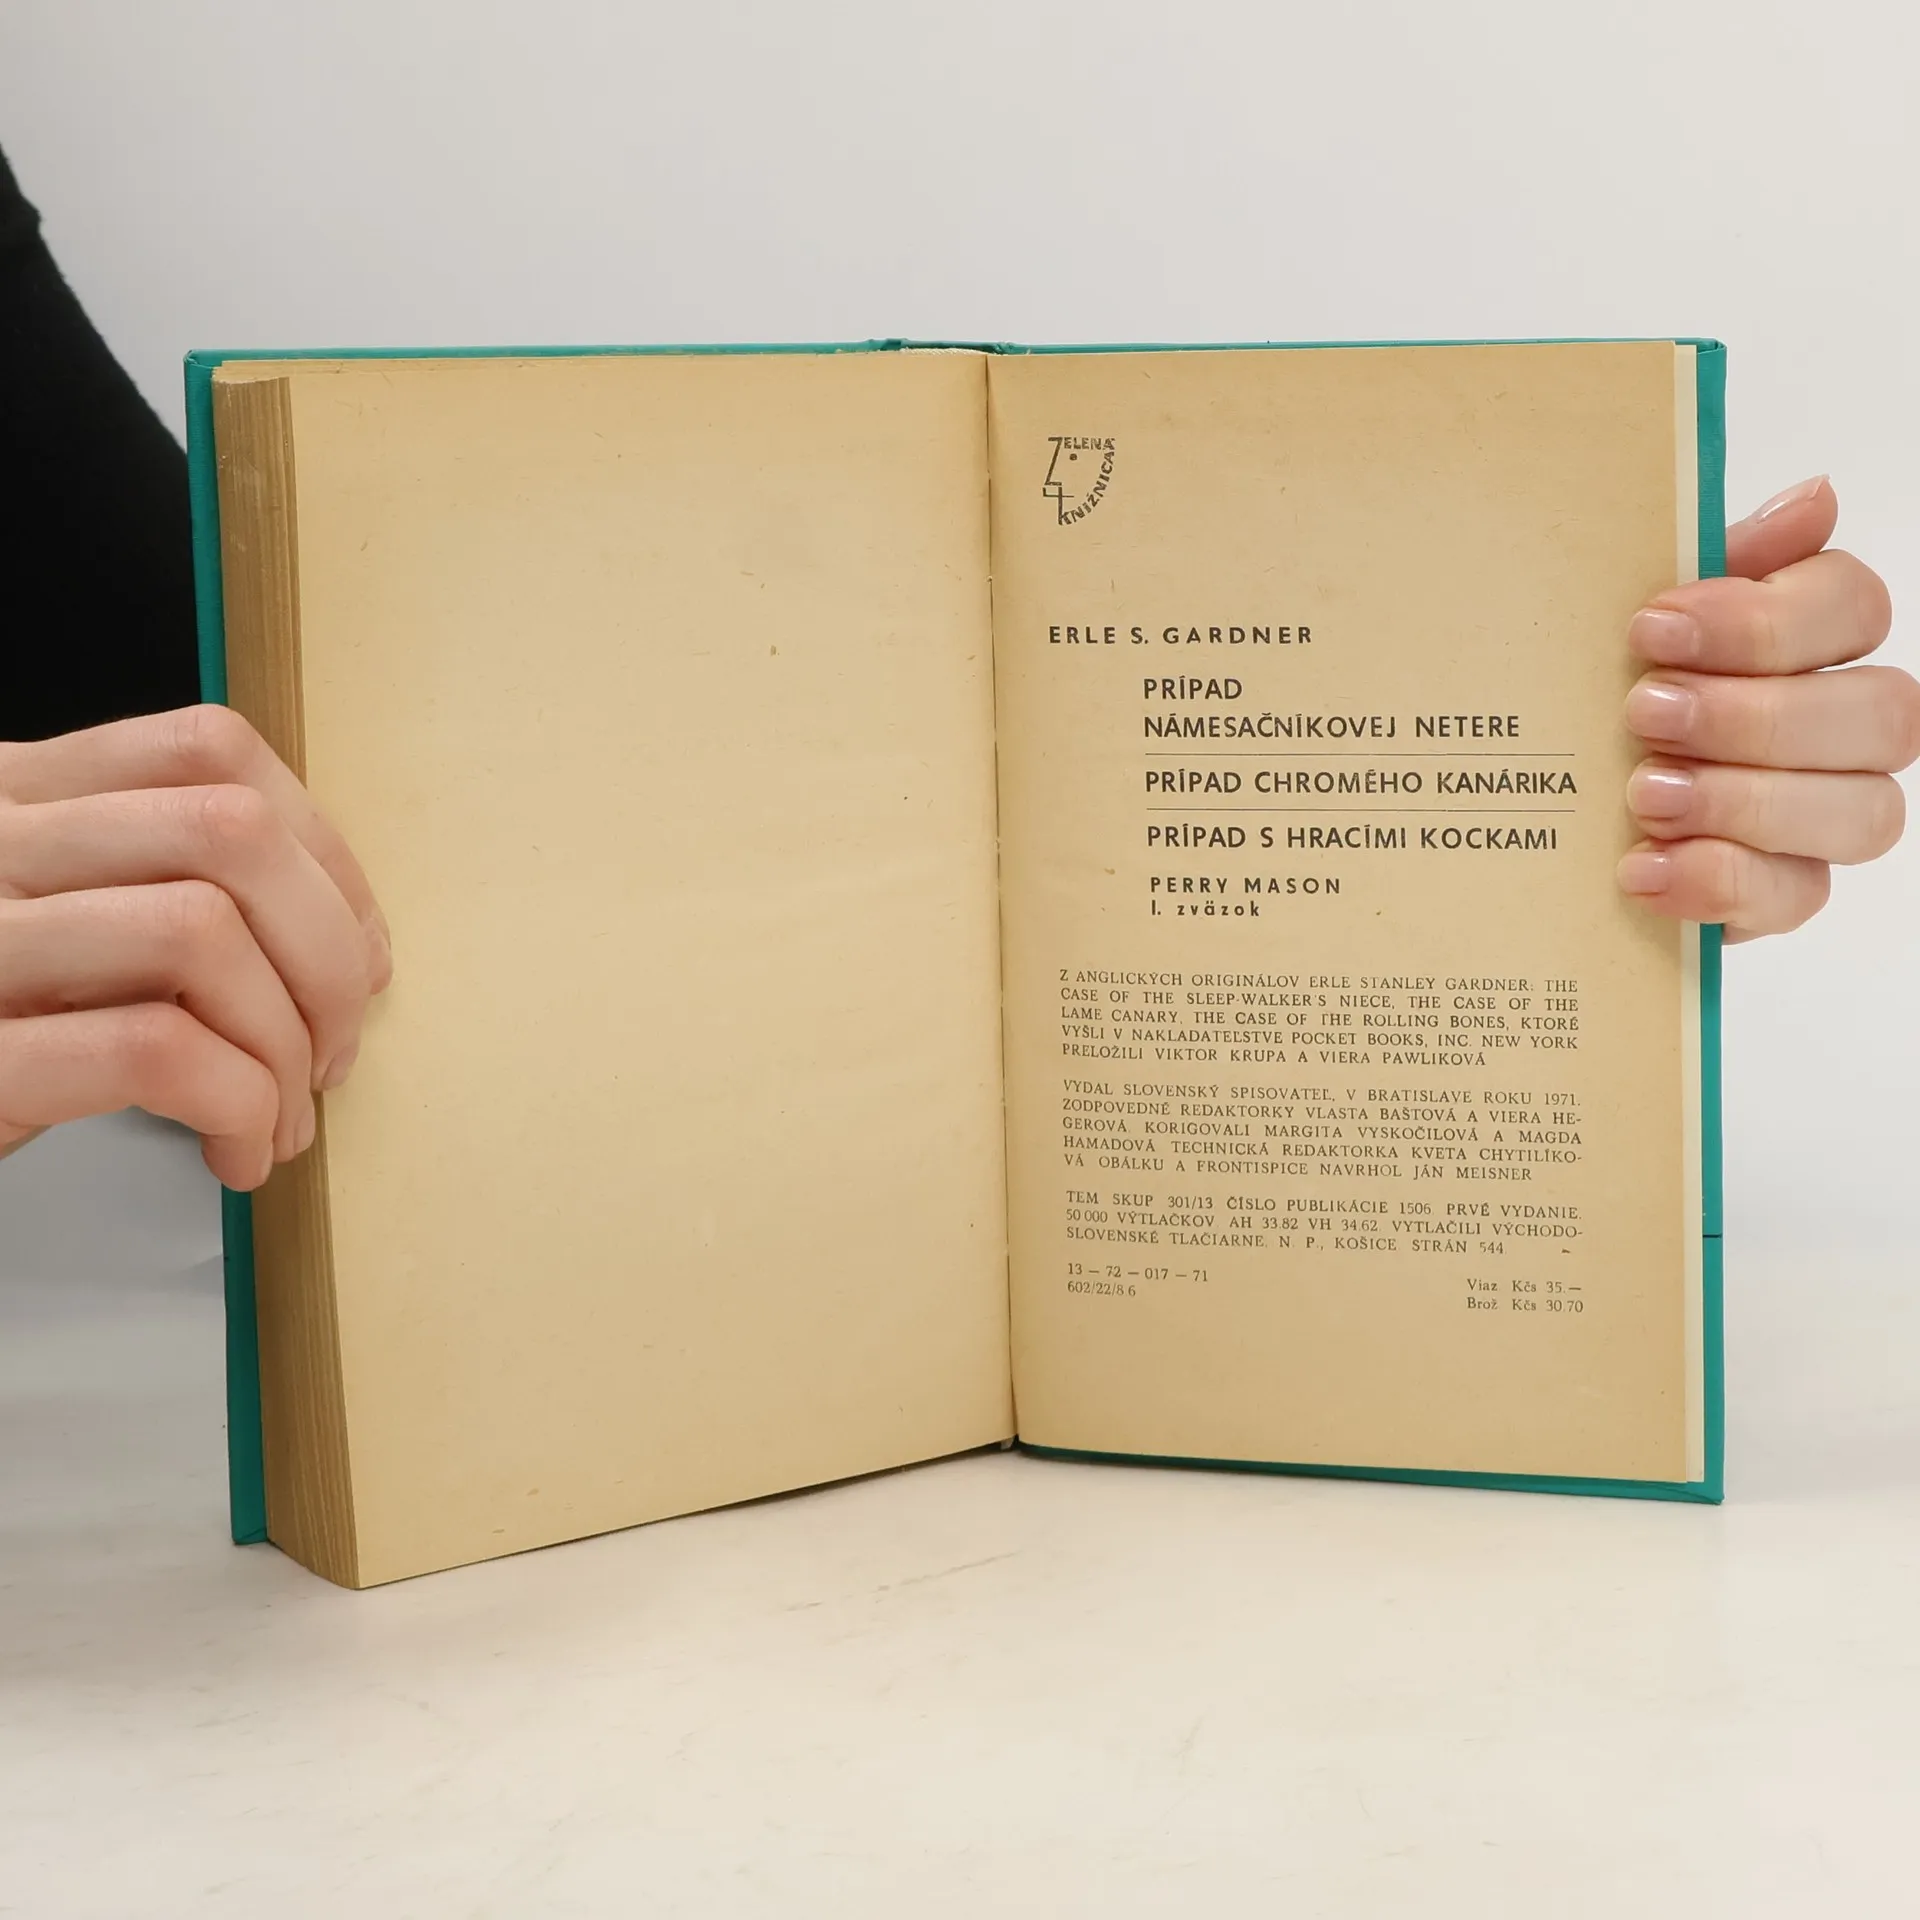 ZELENÁ
KNIŽNICA
ERLE S. GARDNER
PRÍPAD
NÁMESAČNÍKOVEJ NETERE
PRÍPAD CHROMÉHO KANÁRIKA
PRÍPAD S HRACÍMI KOCKAMI
PERRY MASON
I. zväzok
Z ANGLICKÝCH ORIGINÁLOV ERLE STANLEY GARDNER: THE
CASE OF THE SLEEP-WALKER'S NIECE, THE CASE OF THE
LAME CANARY, THE CASE OF THE ROLLING BONES, KTORÉ
VYŠLI V NAKLADATEĽSTVE POCKET BOOKS, INC. NEW YORK
PRELOŽILI VIKTOR KRUPA A VIERA PAWLIKOVÁ
VYDAL SLOVENSKÝ SPISOVATEĽ, V BRATISLAVE ROKU 1971.
ZODPOVEDNÉ REDAKTORKY VLASTA BAŠTOVÁ A VIERA HE-
GEROVÁ. KORIGOVALI MARGITA VYSKOČILOVÁ A MAGDA
HAMADOVÁ TECHNICKÁ REDAKTORKA KVETA CHYTILÍKO-
VÁ OBÁLKU A FRONTISPICE NAVRHOL JÁN MEISNER
TEM SKUP 301/13 ČÍSLO PUBLIKÁCIE 1506 PRVÉ VYDANIE.
50 000 VÝTLAČKOV AH 33.82 VH 34.62. VYTLAČILI VÝCHODO-
SLOVENSKÉ TLAČIARNE, N. P., KOŠICE STRÁN 544.
13 — 72 — 017 — 71
602/22/8 6
Viaz Kčs 35.—
Brož Kčs 30.70